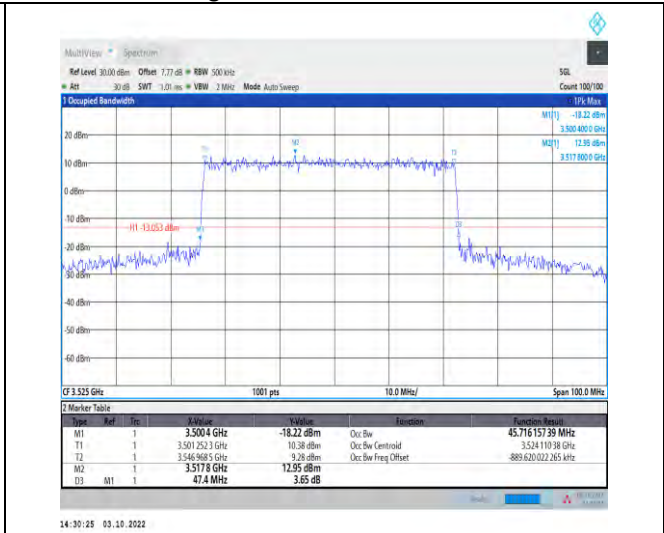 MultiView Spectrum
Ref Level 30.00 dBm Offset 7.77 dB RBW 500 kHz SGL
Att 30 dB SWT 1.01 ms VBW 2 MHz Mode Auto Sweep Count 100/100
1 Occupied Bandwidth 1Pk Max
M1[1] -18.22 dBm
3.500 400 0 GHz
M2[1] 12.95 dBm
3.517 800 0 GHz
20 dBm
M2
10 dBm
0 dBm
-10 dBm
H1 -13.053 dBm
-20 dBm
-40 dBm
-50 dBm
-60 dBm
CF 3.525 GHz 1001 pts 10.0 MHz/ Span 100.0 MHz
2 Marker Table
Type Ref Trc X-Value Y-Value Function Function Result
M1 1 3.500 4 GHz -18.22 dBm Occ Bw 45.716 157 39 MHz
T1 1 3.501 252 3 GHz 10.38 dBm Occ Bw Centroid 3.524 110 38 GHz
T2 1 3.546 968 5 GHz 9.28 dBm Occ Bw Freq Offset -889.620 022 265 kHz
M2 1 3.517 8 GHz 12.95 dBm
D3 M1 1 47.4 MHz 3.65 dB
14:30:25 03.10.2022